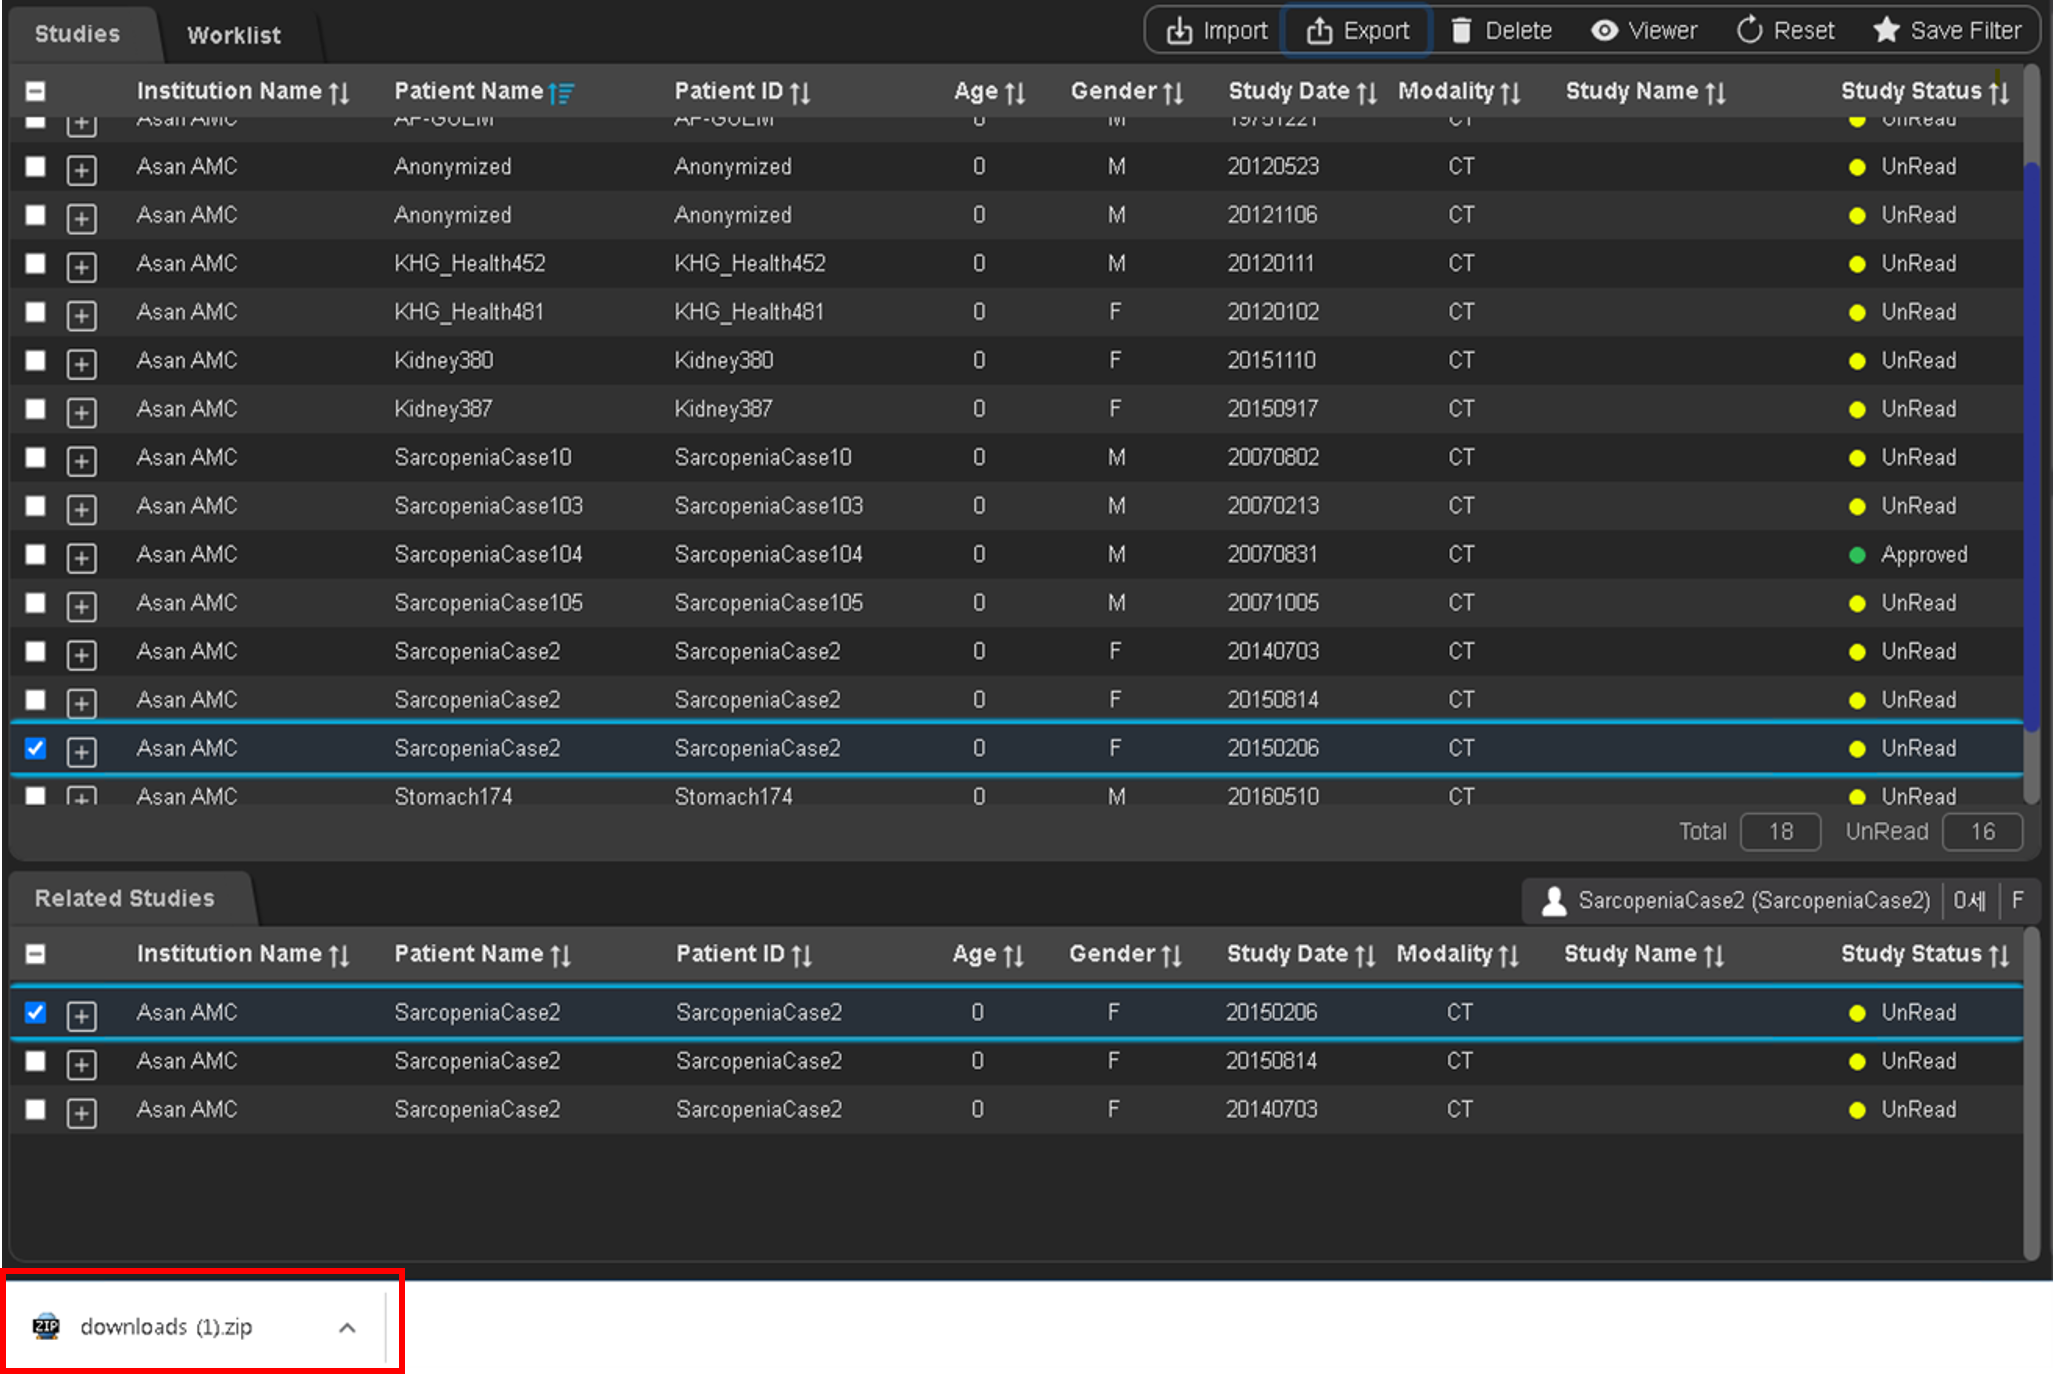 Studies Worklist Import Export Delete Viewer Reset Save Filter
Institution Name Patient Name Patient ID Age Gender Study Date Modality Study Name Study Status
Asan AMC 0 M 19751221 CT UnRead
Asan AMC Anonymized Anonymized 0 M 20120523 CT UnRead
Asan AMC Anonymized Anonymized 0 M 20121106 CT UnRead
Asan AMC KHG_Health452 KHG_Health452 0 M 20120111 CT UnRead
Asan AMC KHG_Health481 KHG_Health481 0 F 20120102 CT UnRead
Asan AMC Kidney380 Kidney380 0 F 20151110 CT UnRead
Asan AMC Kidney387 Kidney387 0 F 20150917 CT UnRead
Asan AMC SarcopeniaCase10 SarcopeniaCase10 0 M 20070802 CT UnRead
Asan AMC SarcopeniaCase103 SarcopeniaCase103 0 M 20070213 CT UnRead
Asan AMC SarcopeniaCase104 SarcopeniaCase104 0 M 20070831 CT Approved
Asan AMC SarcopeniaCase105 SarcopeniaCase105 0 M 20071005 CT UnRead
Asan AMC SarcopeniaCase2 SarcopeniaCase2 0 F 20140703 CT UnRead
Asan AMC SarcopeniaCase2 SarcopeniaCase2 0 F 20150814 CT UnRead
Asan AMC SarcopeniaCase2 SarcopeniaCase2 0 F 20150206 CT UnRead
Asan AMC Stomach174 Stomach174 0 M 20160510 CT UnRead
Total 18 UnRead 16
Related Studies SarcopeniaCase2 (SarcopeniaCase2) 0세 F
Institution Name Patient Name Patient ID Age Gender Study Date Modality Study Name Study Status
Asan AMC SarcopeniaCase2 SarcopeniaCase2 0 F 20150206 CT UnRead
Asan AMC SarcopeniaCase2 SarcopeniaCase2 0 F 20150814 CT UnRead
Asan AMC SarcopeniaCase2 SarcopeniaCase2 0 F 20140703 CT UnRead
ZIP downloads (1).zip